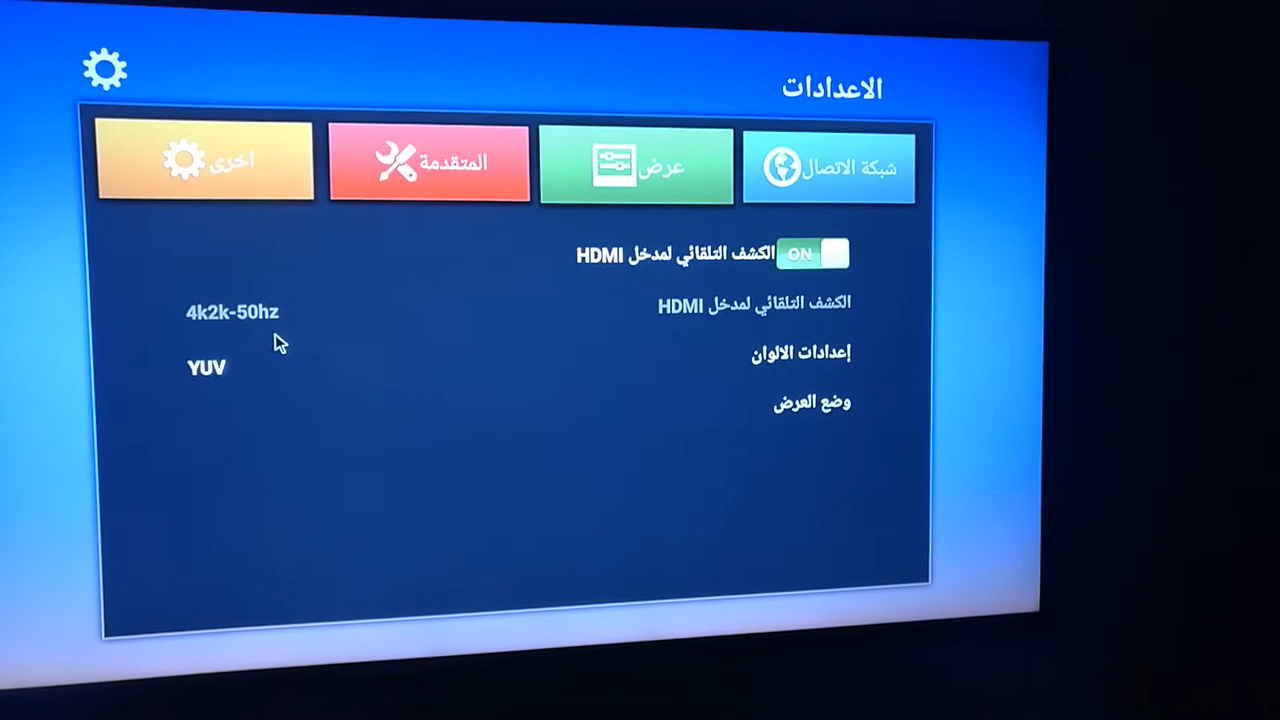 الاعدادات
شبكة الاتصال
عرض
المتقدمة
اخرى
ON الكشف التلقائي لمدخل HDMI
الكشف التلقائي لمدخل HDMI 4k2k-50hz
إعدادات الالوان YUV
وضع العرض